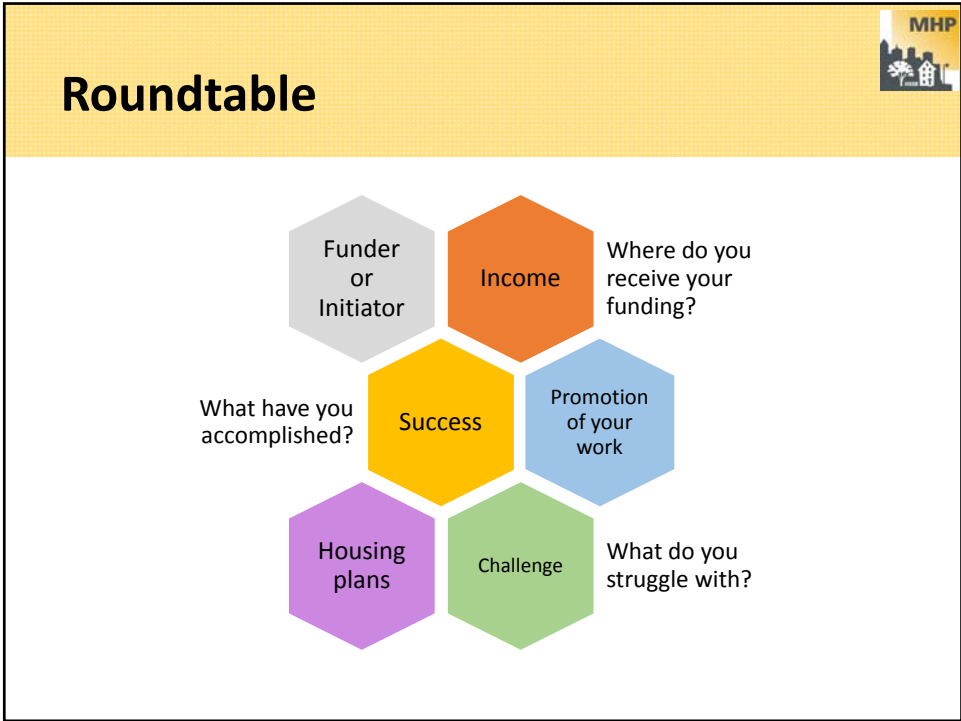 MHP
Roundtable
Funder
or
Initiator
Income
Where do you
receive your
funding?
What have you
accomplished?
Success
Promotion
of your
work
Housing
plans
Challenge
What do you
struggle with?